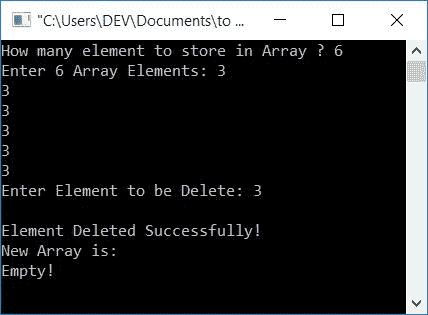 "C:\Users\DEV\Documents\to ...
How many element to store in Array ? 6
Enter 6 Array Elements: 3
3
3
3
3
3
Enter Element to be Delete: 3
Element Deleted Successfully!
New Array is:
Empty!